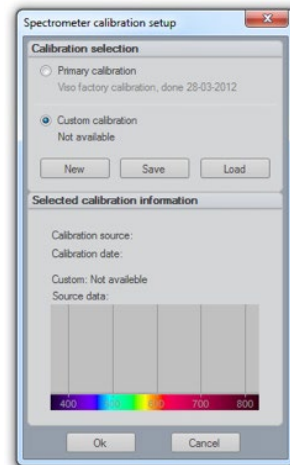 Spectrometer calibration setup
Calibration selection
Primary calibration
Viso factory calibration, done 28-03-2012
Custom calibration
Not available
New Save Load
Selected calibration information
Calibration source:
Calibration date:
Custom: Not availeble
Source data:
400 500 600 700 800
Ok Cancel